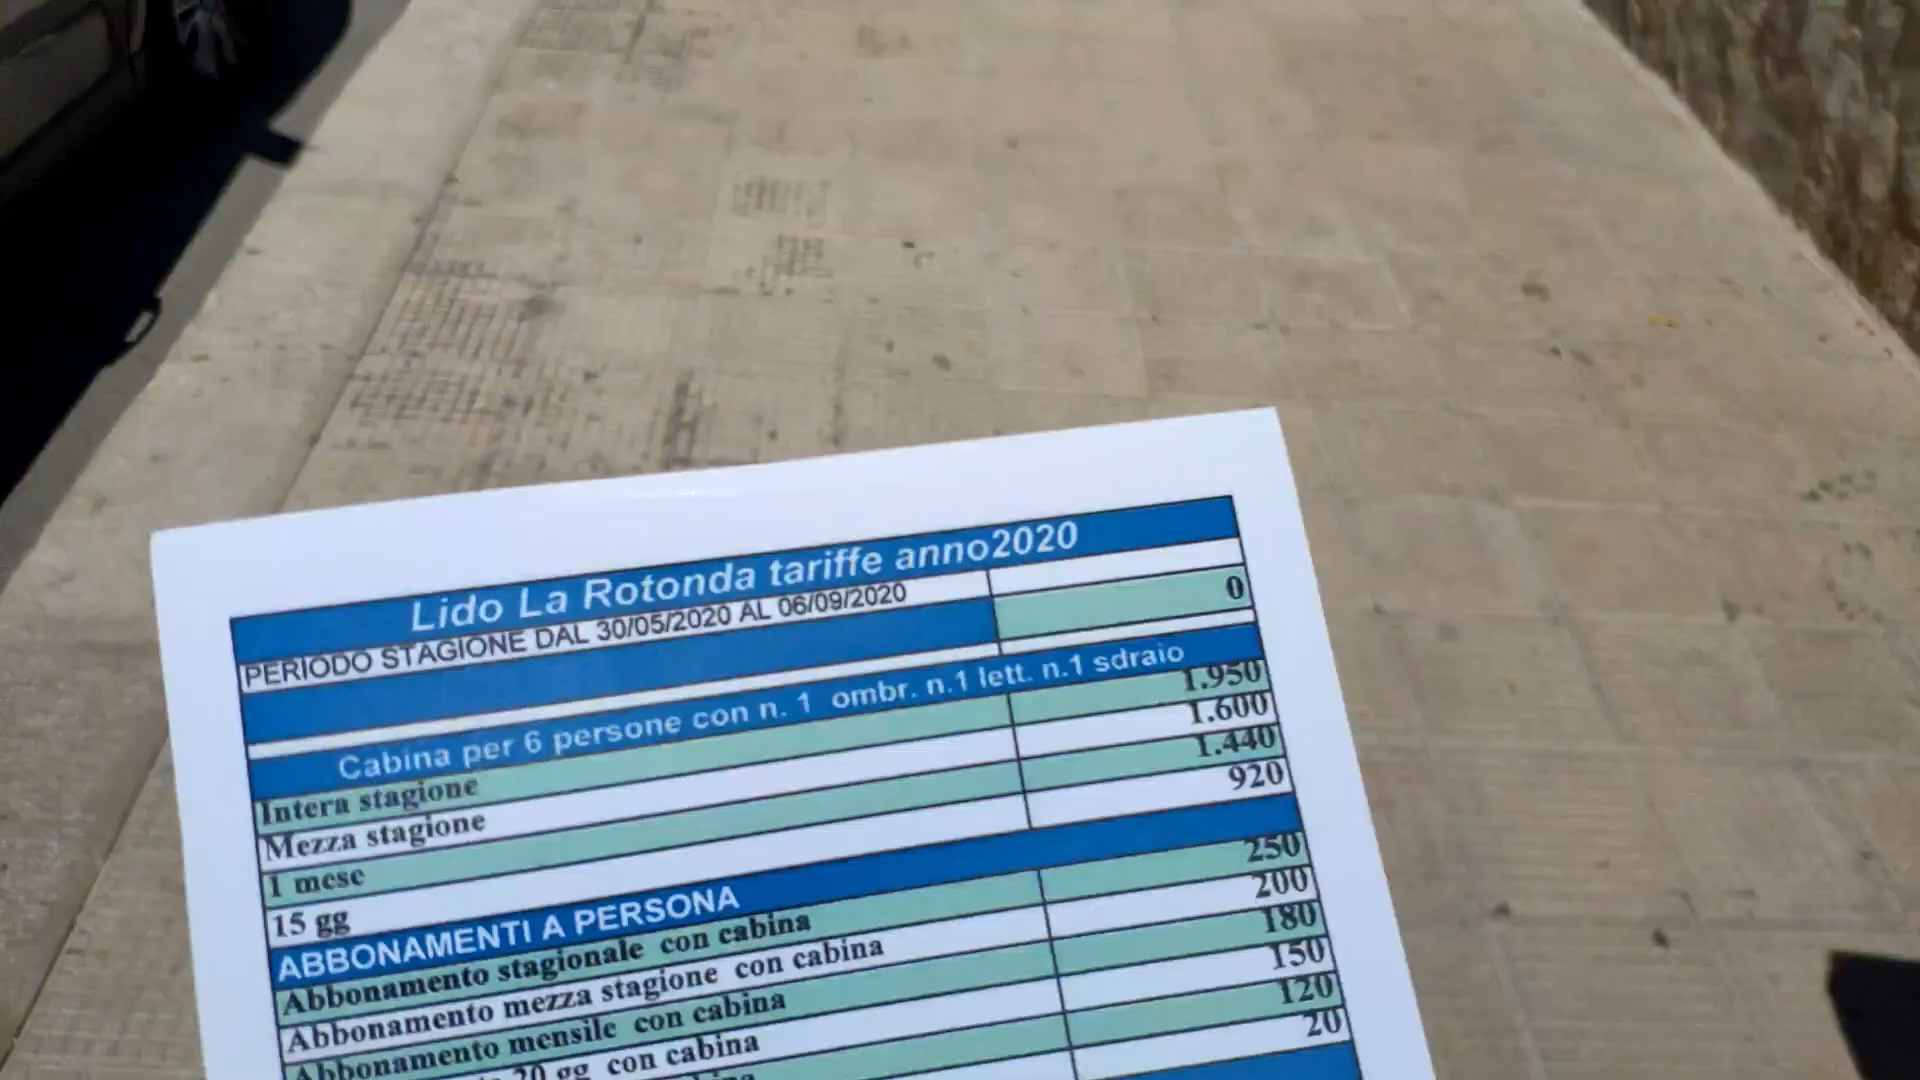 Lido La Rotonda tariffe anno2020
PERIODO STAGIONE DAL 30/05/2020 AL 06/09/2020
0
Cabina per 6 persone con n. 1 ombr. n.1 lett. n.1 sdraio
Intera stagione 1.950
Mezza stagione 1.600
1 mese 1.440
15 gg 920
ABBONAMENTI A PERSONA
Abbonamento stagionale con cabina 250
Abbonamento mezza stagione con cabina 200
Abbonamento mensile con cabina 180
20 gg con cabina 150
120
20